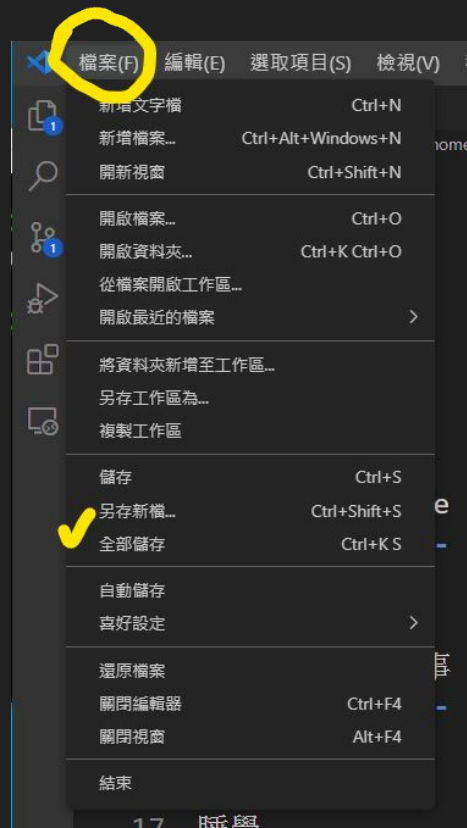 檔案(F) 編輯(E) 選取項目(S) 檢視(V)
新增文字檔 Ctrl+N
新增檔案... Ctrl+Alt+Windows+N
開新視窗 Ctrl+Shift+N
開啟檔案... Ctrl+O
開啟資料夾... Ctrl+K Ctrl+O
從檔案開啟工作區...
開啟最近的檔案
將資料夾新增至工作區...
另存工作區為...
複製工作區
儲存 Ctrl+S
另存新檔... Ctrl+Shift+S
全部儲存 Ctrl+K S
自動儲存
喜好設定
還原檔案
關閉編輯器 Ctrl+F4
關閉視窗 Alt+F4
結束
1
1
home
e
事